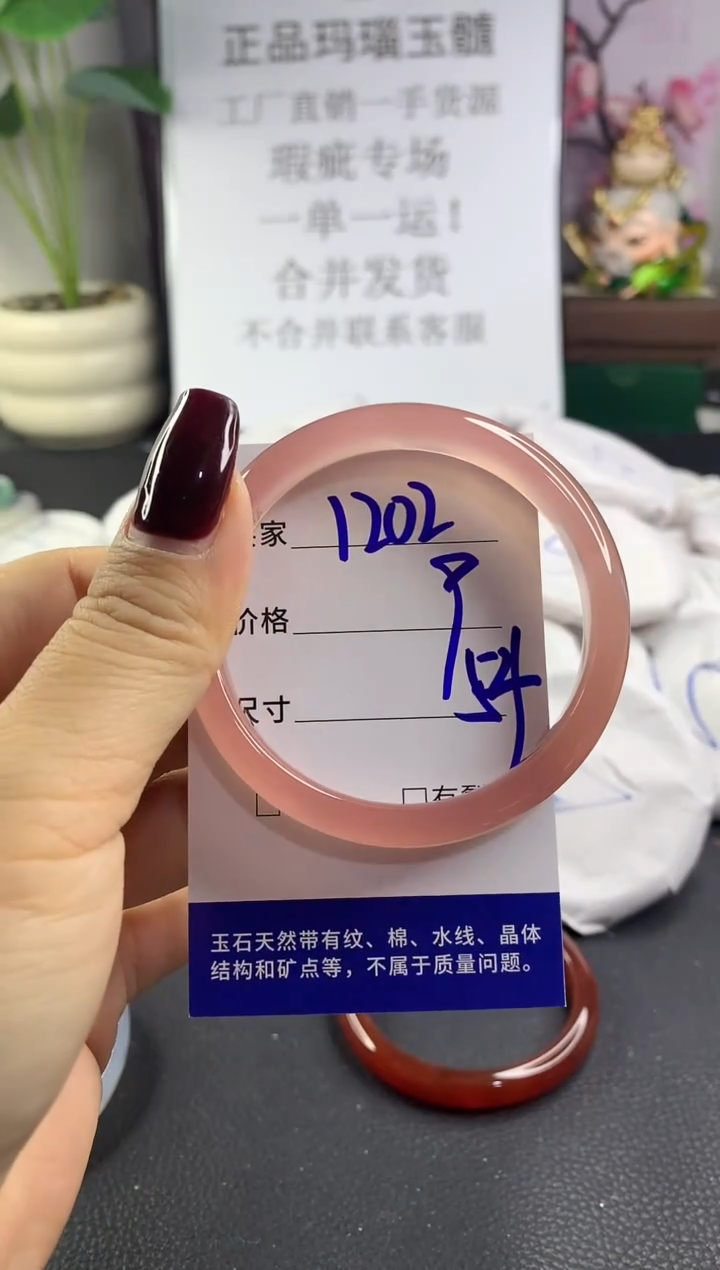 正品玛瑙玉髓
工厂直销一手货源
瑕疵专场
一单一运！
合并发货
不合并联系客服
家 1202
价格
尺寸 54
□ □有裂
玉石天然带有纹、棉、水线、晶体
结构和矿点等，不属于质量问题。